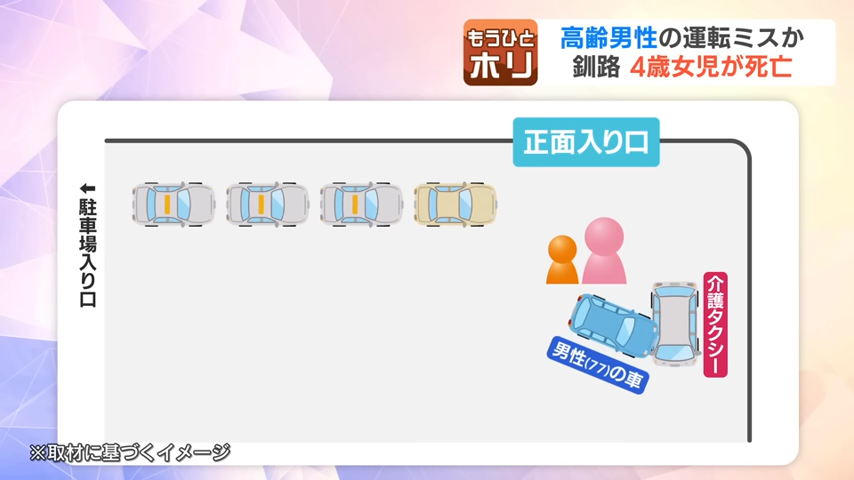 もうひと
ホリ
高齢男性の運転ミスか
釧路 4歳女児が死亡
正面入り口
←駐車場入り口
介護タクシー
男性(77)の車
※取材に基づくイメージ